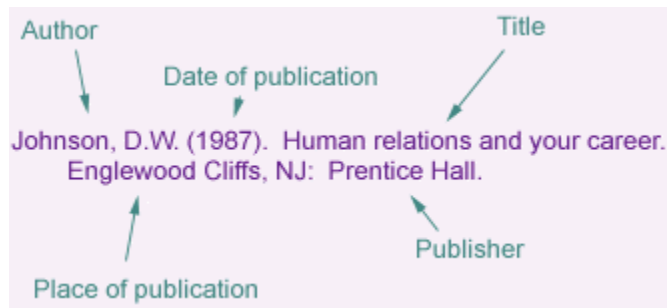 Author
Title
Date of publication
Johnson, D.W. (1987).  Human relations and your career.
Englewood Cliffs, NJ:  Prentice Hall.
Publisher
Place of publication